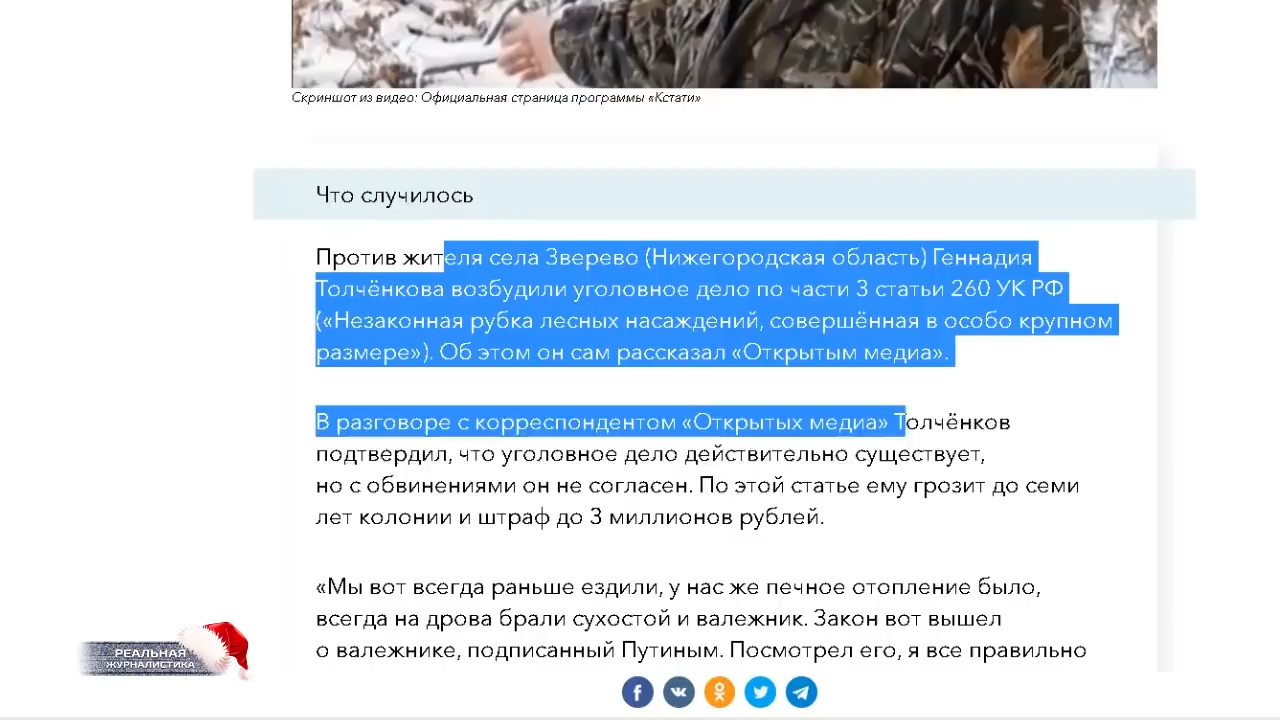 Скриншот из видео: Официальная страница программы «Кстати»
Что случилось
Против жителя села Зверево (Нижегородская область) Геннадия
Толчёнкова возбудили уголовное дело по части 3 статьи 260 УК РФ
(«Незаконная рубка лесных насаждений, совершённая в особо крупном
размере»). Об этом он сам рассказал «Открытым медиа».
В разговоре с корреспондентом «Открытых медиа» Толчёнков
подтвердил, что уголовное дело действительно существует,
но с обвинениями он не согласен. По этой статье ему грозит до семи
лет колонии и штраф до 3 миллионов рублей.
«Мы вот всегда раньше ездили, у нас же печное отопление было,
всегда на дрова брали сухостой и валежник. Закон вот вышел
о валежнике, подписанный Путиным. Посмотрел его, я все правильно
РЕАЛЬНАЯ
ЖУРНАЛИСТИКА